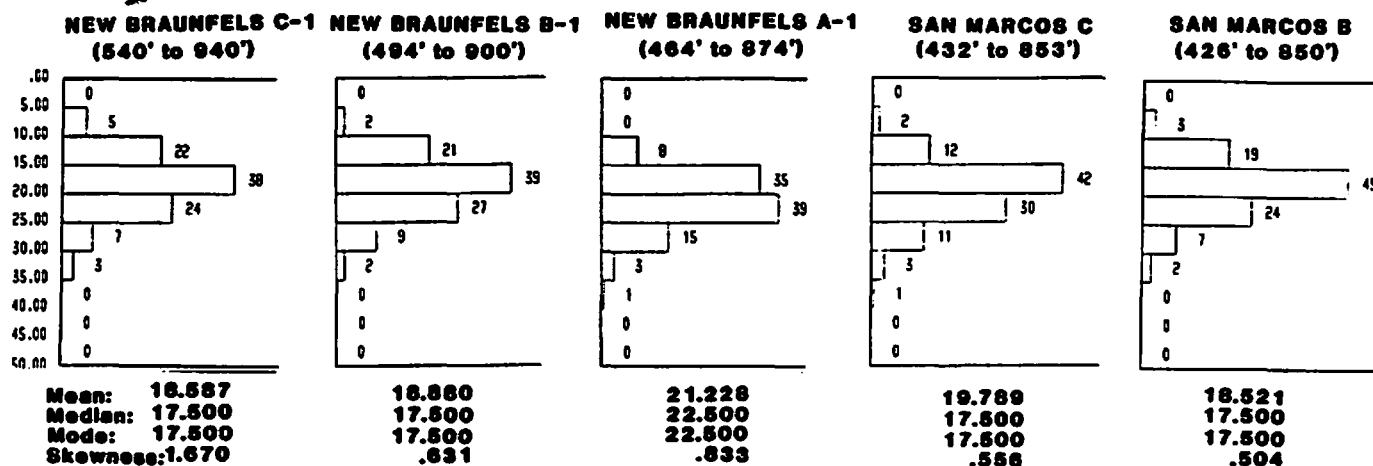 NEW BRAUNFELS C-1 NEW BRAUNFELS B-1 NEW BRAUNFELS A-1 SAN MARCOS C SAN MARCOS B
(540' to 940') (494' to 900') (464' to 874') (432' to 853') (426' to 850')
.00 0 0 0 0 0
5.00 5 2 0 2 3
10.00 22 21 8 12 19
15.00 38 39 35 42 45
20.00 24 27 39 30 24
25.00 7 9 15 11 7
30.00 3 2 3 3 2
35.00 0 0 1 1 0
40.00 0 0 0 0 0
45.00 0 0 0 0 0
50.00
Mean: 18.587 18.880 21.228 19.789 18.521
Median: 17.500 17.500 22.500 17.500 17.500
Mode: 17.500 17.500 22.500 17.500 17.500
Skewness:1.670 .631 .833 .556 .504